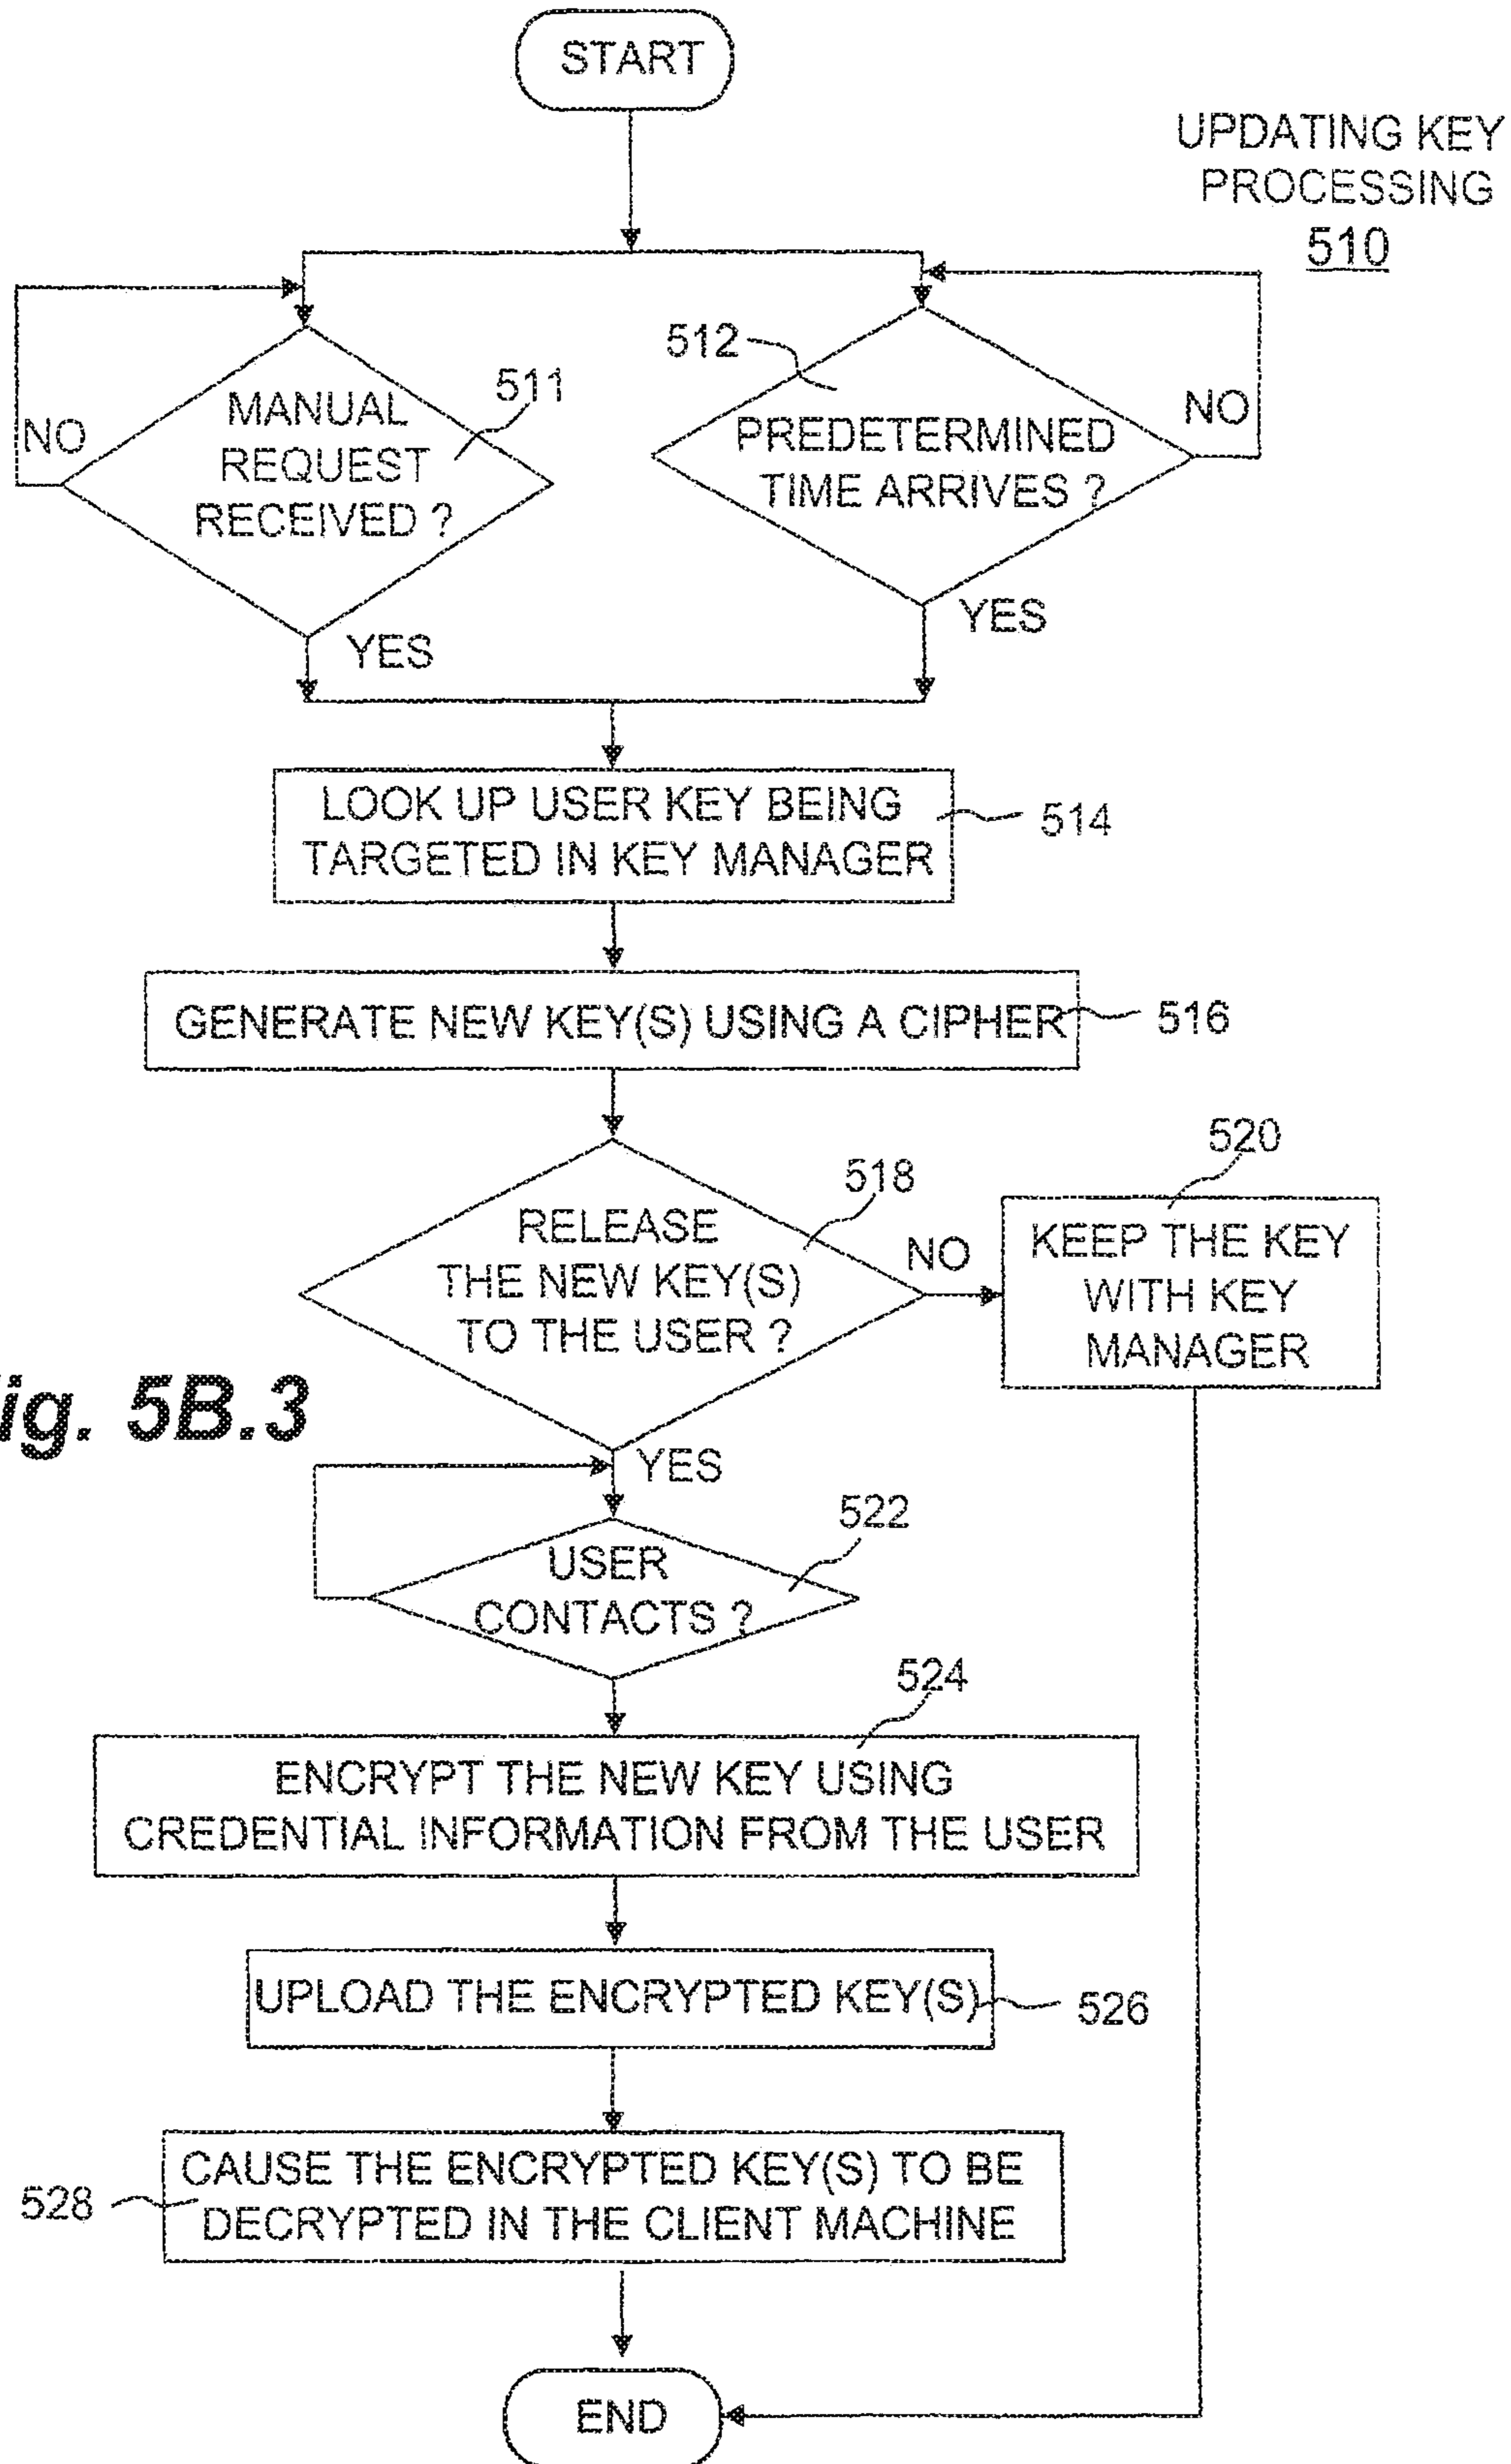 START
UPDATING KEY
PROCESSING
510
MANUAL
REQUEST
RECEIVED ?
511
NO
YES
512
PREDETERMINED
TIME ARRIVES ?
NO
YES
LOOK UP USER KEY BEING
TARGETED IN KEY MANAGER
514
GENERATE NEW KEY(S) USING A CIPHER
516
RELEASE
THE NEW KEY(S)
TO THE USER ?
518
NO
520
KEEP THE KEY
WITH KEY
MANAGER
ig. 5B.3
YES
USER
CONTACTS ?
522
524
ENCRYPT THE NEW KEY USING
CREDENTIAL INFORMATION FROM THE USER
UPLOAD THE ENCRYPTED KEY(S)
526
CAUSE THE ENCRYPTED KEY(S) TO BE
DECRYPTED IN THE CLIENT MACHINE
528
END